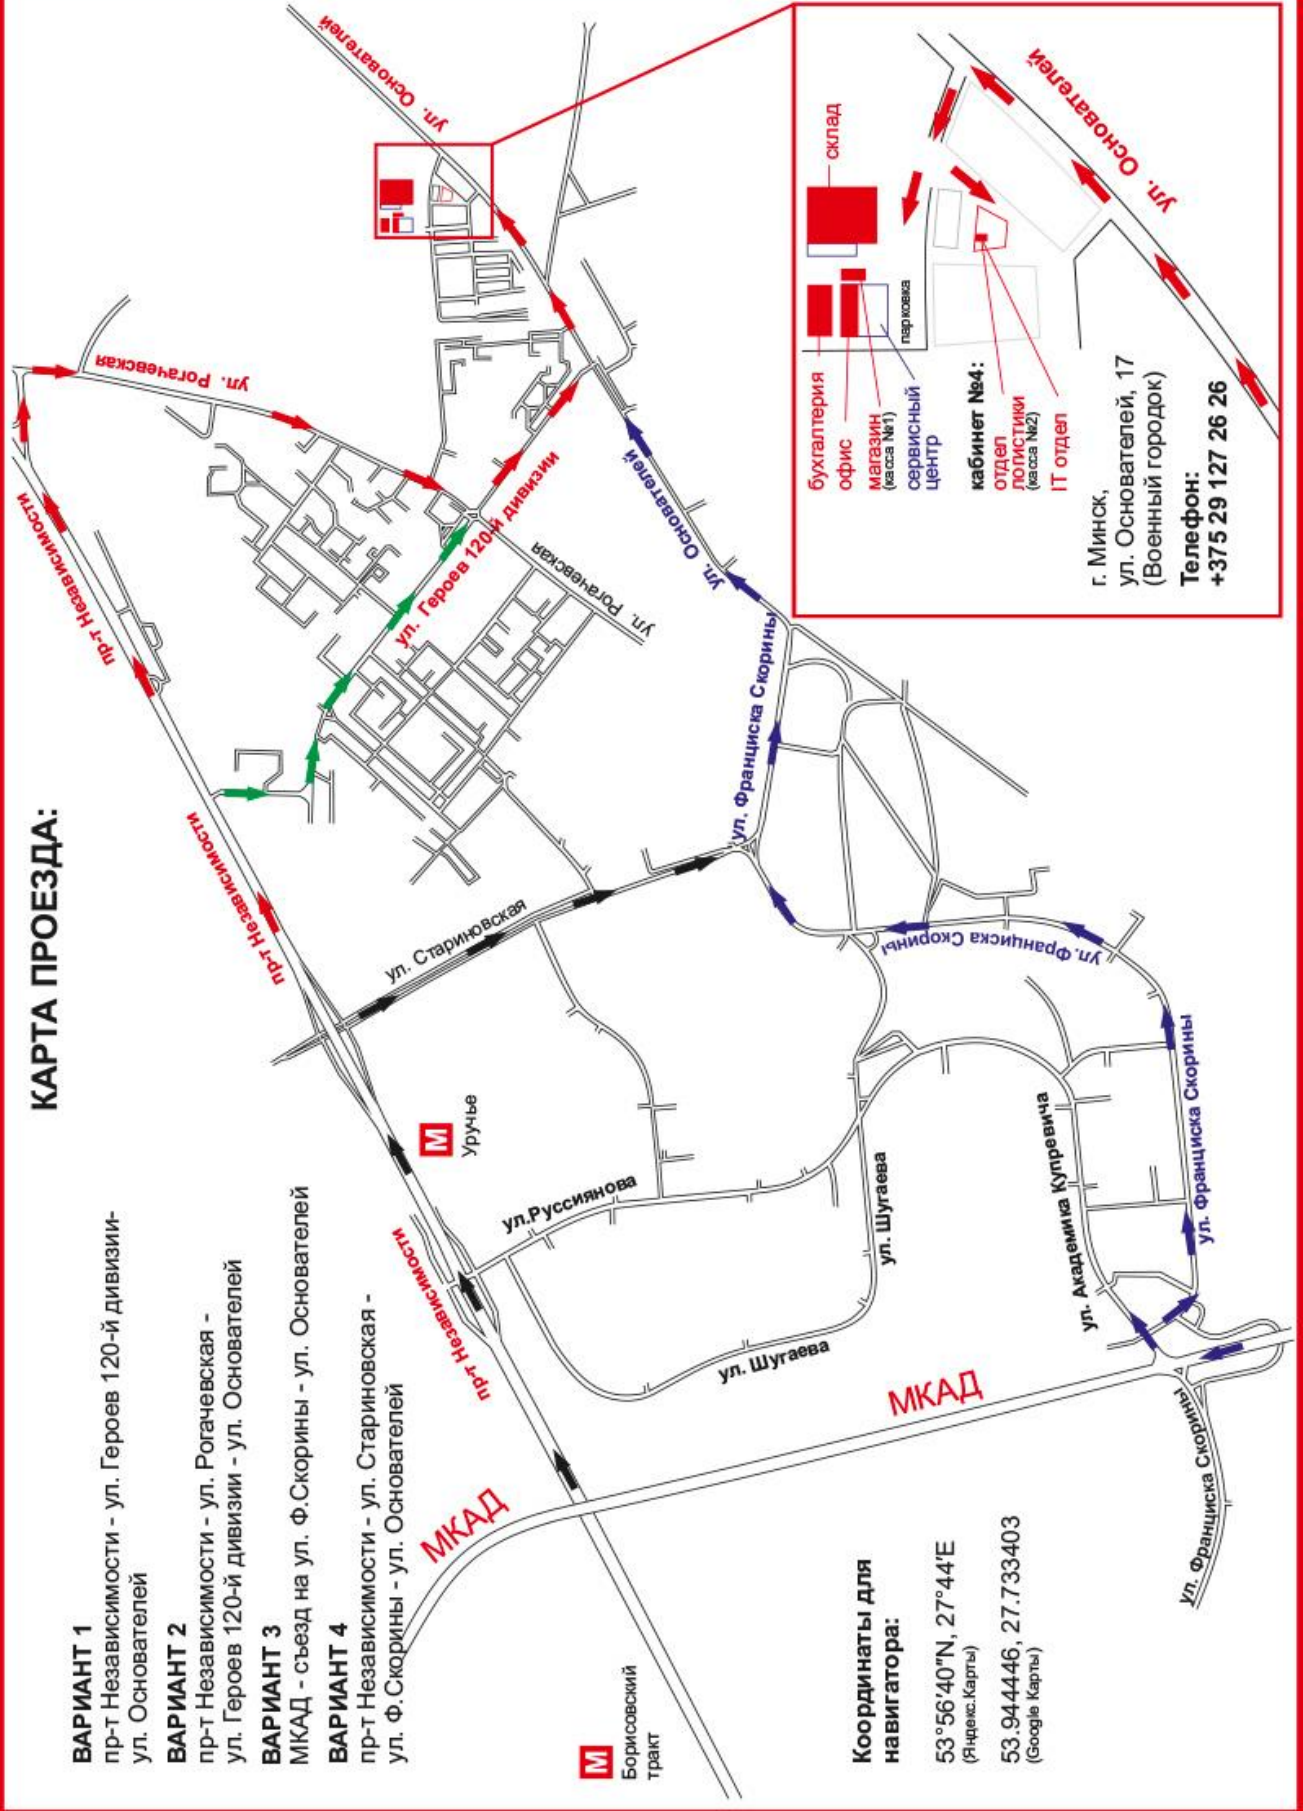 КАРТА ПРОЕЗДА:
ВАРИАНТ 1
пр-т Независимости - ул. Героев 120-й дивизии-
ул. Основателей
ВАРИАНТ 2
пр-т Независимости - ул. Рогачевская -
ул. Героев 120-й дивизии - ул. Основателей
ВАРИАНТ 3
МКАД - съезд на ул. Ф.Скорины - ул. Основателей
ВАРИАНТ 4
пр-т Независимости - ул. Стариновская -
ул. Ф.Скорины - ул. Основателей
М
Борисовский
тракт
МКАД
пр-т Независимости
М
Уручье
пр-т Независимости
пр-т Независимости
ул. Рогачевская
ул. Основателей
ул. Стариновская
ул. Героев 120-й дивизии
ул. Рогачевская
ул. Руссиянова
ул. Шугаева
ул. Шугаева
МКАД
ул. Франциска Скорины
ул. Основателей
ул. Франциска Скорины
ул. Академика Купревича
ул. Франциска Скорины
ул. Франциска Скорины
Координаты для
навигатора:
53°56'40"N, 27°44'E
(Яндекс.Карты)
53.944446, 27.733403
(Google Карты)
бухгалтерия
офис
магазин
(касса №1)
сервисный
центр
склад
парковка
кабинет №4:
отдел
логистики
(касса №2)
IT отдел
ул. Основателей
г. Минск,
ул. Основателей, 17
(Военный городок)
Телефон:
+375 29 127 26 26